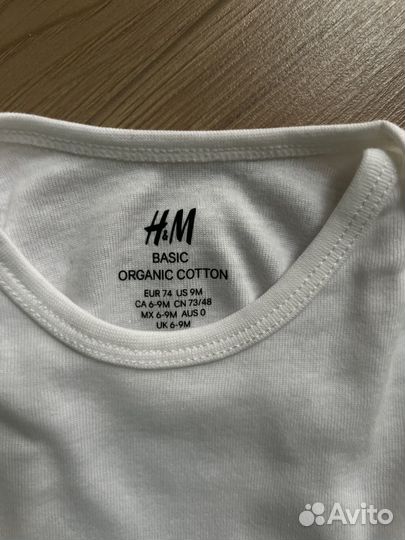 H&M
BASIC
ORGANIC COTTON
EUR 74 US 9M
CA 6-9M CN 73/48
MX 6-9M AUS 0
UK 6-9M
Avito